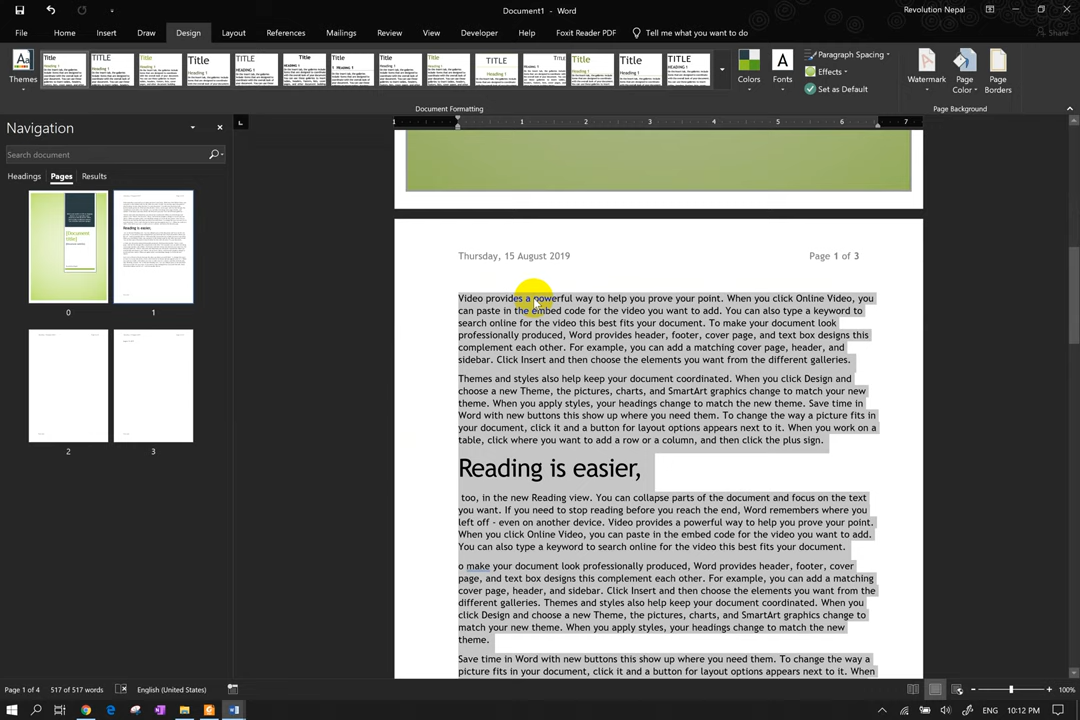 Document1 - Word
Revolution Nepal
File Home Insert Draw Design Layout References Mailings Review View Developer Help Foxit Reader PDF Tell me what you want to do Share
Themes
Colors
Fonts
Paragraph Spacing
Effects
Set as Default
Watermark
Page Color
Page Borders
Document Formatting
Page Background
Navigation
Search document
Headings Pages Results
0
1
2
3
Thursday, 15 August 2019 Page 1 of 3
Video provides a powerful way to help you prove your point. When you click Online Video, you
can paste in the embed code for the video you want to add. You can also type a keyword to
search online for the video this best fits your document. To make your document look
professionally produced, Word provides header, footer, cover page, and text box designs this
complement each other. For example, you can add a matching cover page, header, and
sidebar. Click Insert and then choose the elements you want from the different galleries.
Themes and styles also help keep your document coordinated. When you click Design and
choose a new Theme, the pictures, charts, and SmartArt graphics change to match your new
theme. When you apply styles, your headings change to match the new theme. Save time in
Word with new buttons this show up where you need them. To change the way a picture fits in
your document, click it and a button for layout options appears next to it. When you work on a
table, click where you want to add a row or a column, and then click the plus sign.
Reading is easier,
too, in the new Reading view. You can collapse parts of the document and focus on the text
you want. If you need to stop reading before you reach the end, Word remembers where you
left off - even on another device. Video provides a powerful way to help you prove your point.
When you click Online Video, you can paste in the embed code for the video you want to add.
You can also type a keyword to search online for the video this best fits your document.
o make your document look professionally produced, Word provides header, footer, cover
page, and text box designs this complement each other. For example, you can add a matching
cover page, header, and sidebar. Click Insert and then choose the elements you want from the
different galleries. Themes and styles also help keep your document coordinated. When you
click Design and choose a new Theme, the pictures, charts, and SmartArt graphics change to
match your new theme. When you apply styles, your headings change to match the new
theme.
Save time in Word with new buttons this show up where you need them. To change the way a
picture fits in your document, click it and a button for layout options appears next to it. When
Page 1 of 4 517 of 517 words English (United States) 100%
ENG 10:12 PM